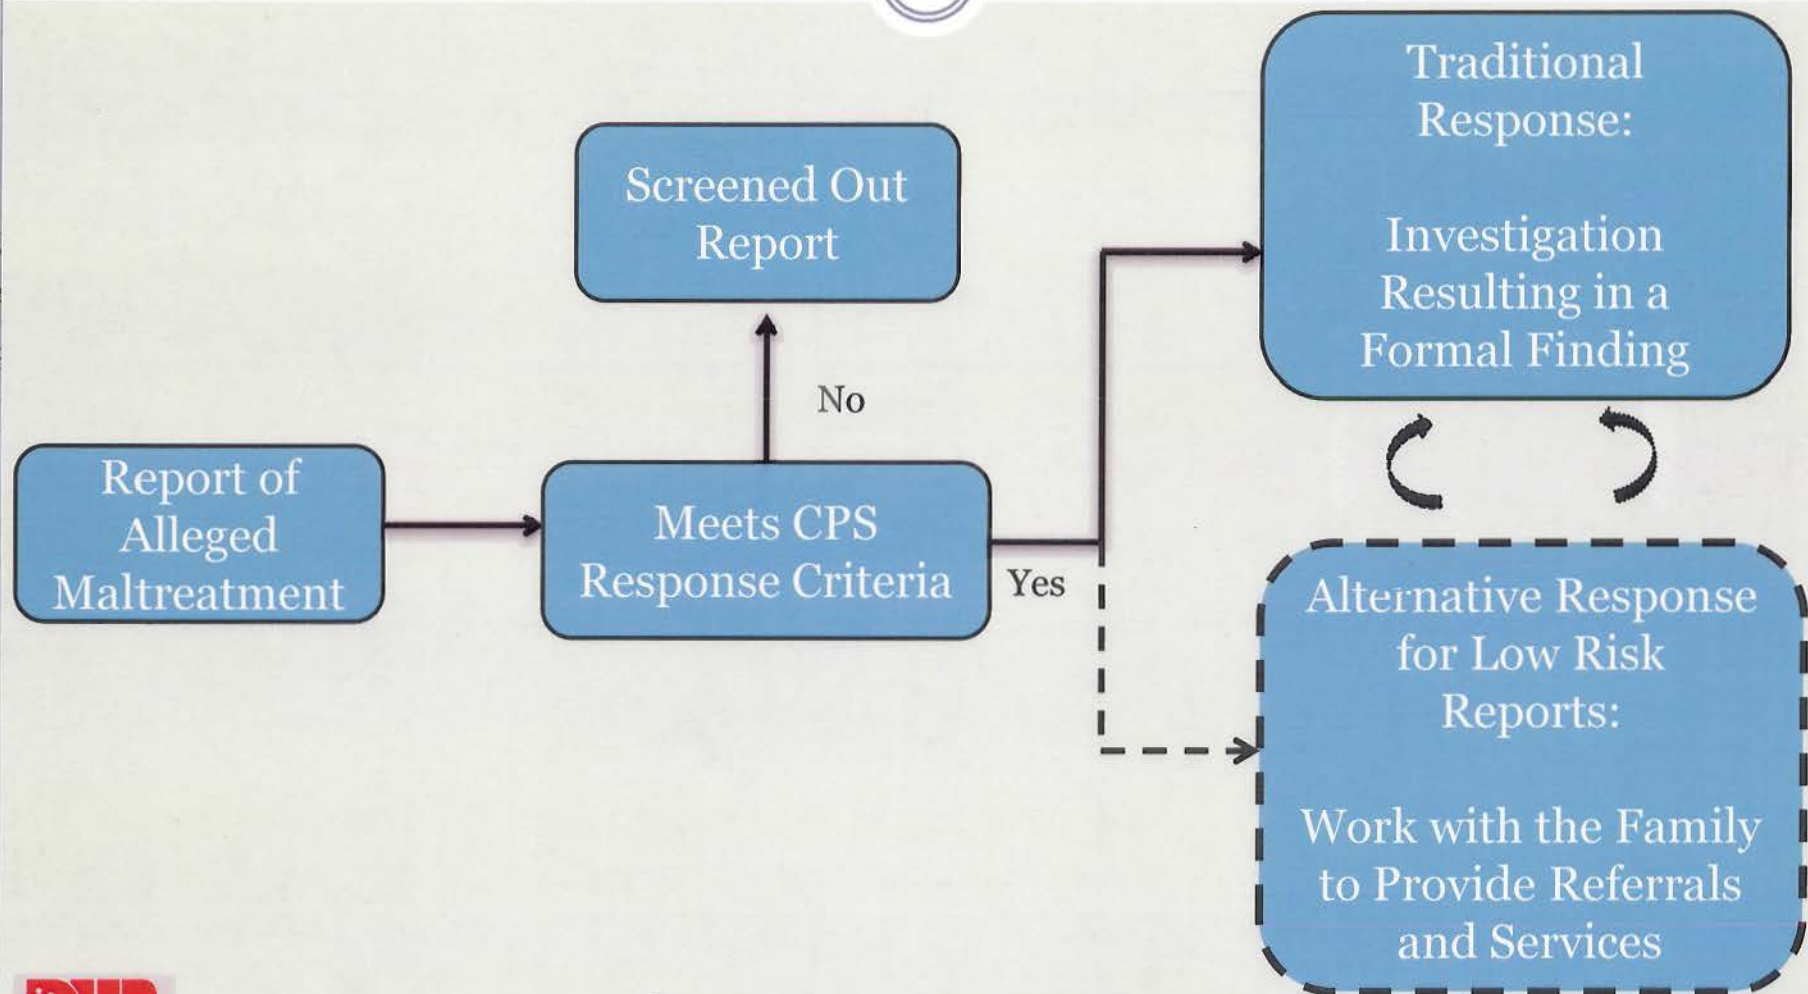 Traditional
Response:
Investigation
Resulting in a
Formal Finding
Screened Out
Report
No
Report of
Alleged
Maltreatment
Meets CPS
Response Criteria
Yes
Alternative Response
for Low Risk
Reports:
Work with the Family
to Provide Referrals
and Services